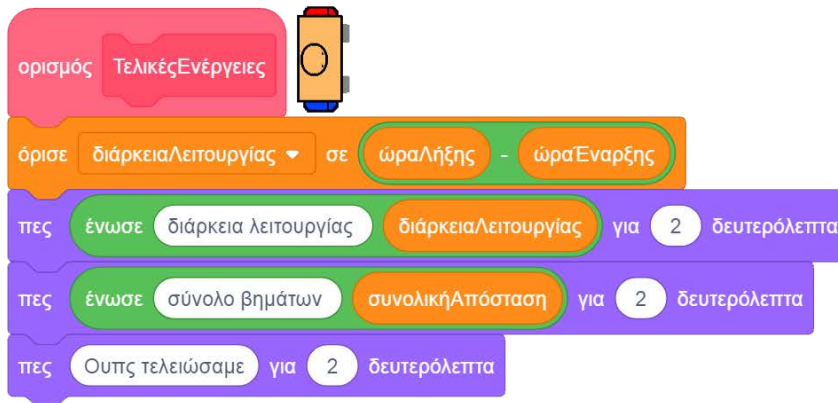 ορισμός ΤελικέςΕνέργειες
όρισε διάρκειαΛειτουργίας σε ώραΛήξης - ώραΈναρξης
πες ένωσε διάρκεια λειτουργίας διάρκειαΛειτουργίας για 2 δευτερόλεπτα
πες ένωσε σύνολο βημάτων συνολικήΑπόσταση για 2 δευτερόλεπτα
πες Ουπς τελειώσαμε για 2 δευτερόλεπτα